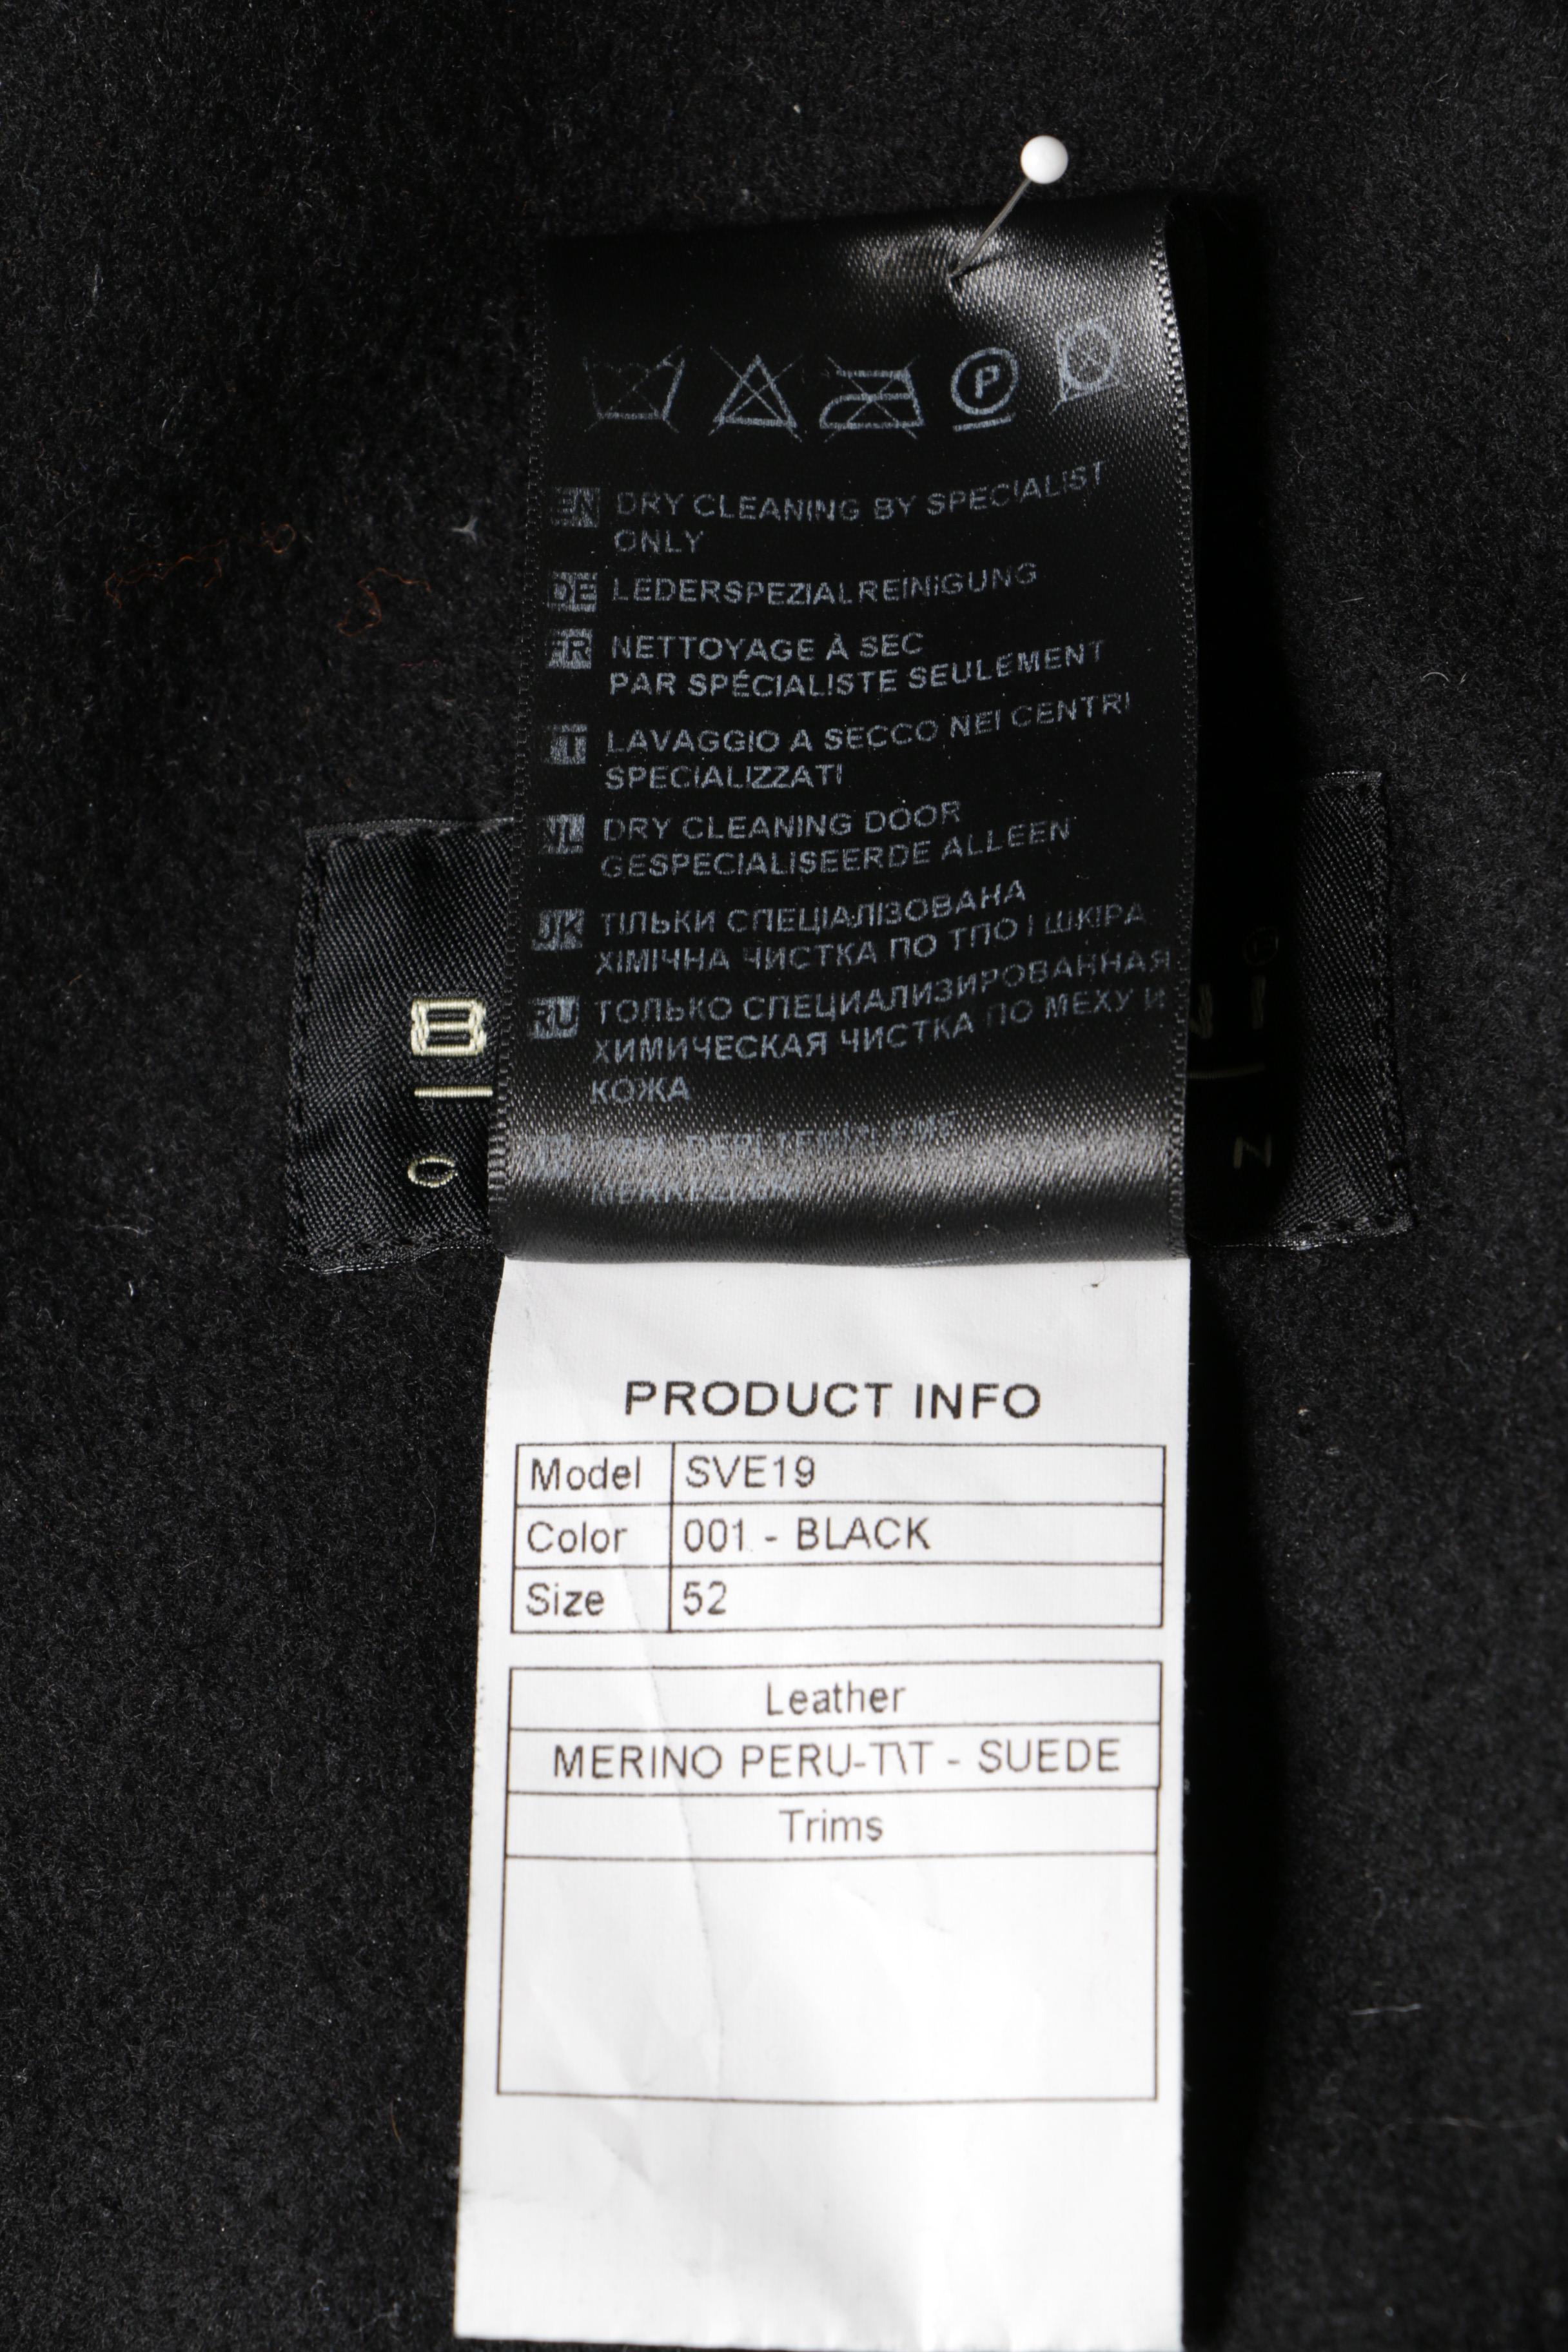 P
EN DRY CLEANING BY SPECIALIST
ONLY
DE LEDERSPEZIALREINIGUNG
FR NETTOYAGE À SEC
PAR SPÉCIALISTE SEULEMENT
IT LAVAGGIO A SECCO NEI CENTRI
SPECIALIZZATI
NL DRY CLEANING DOOR
GESPECIALISEERDE ALLEEN
UK ТІЛЬКИ СПЕЦІАЛІЗОВАНА
ХІМІЧНА ЧИСТКА ПО ТПО І ШКІРА
RU ТОЛЬКО СПЕЦИАЛИЗИРОВАННАЯ
ХИМИЧЕСКАЯ ЧИСТКА ПО МЕХУ И
КОЖА
PRODUCT INFO
Model SVE19
Color 001 - BLACK
Size 52
Leather
MERINO PERU-T\T - SUEDE
Trims